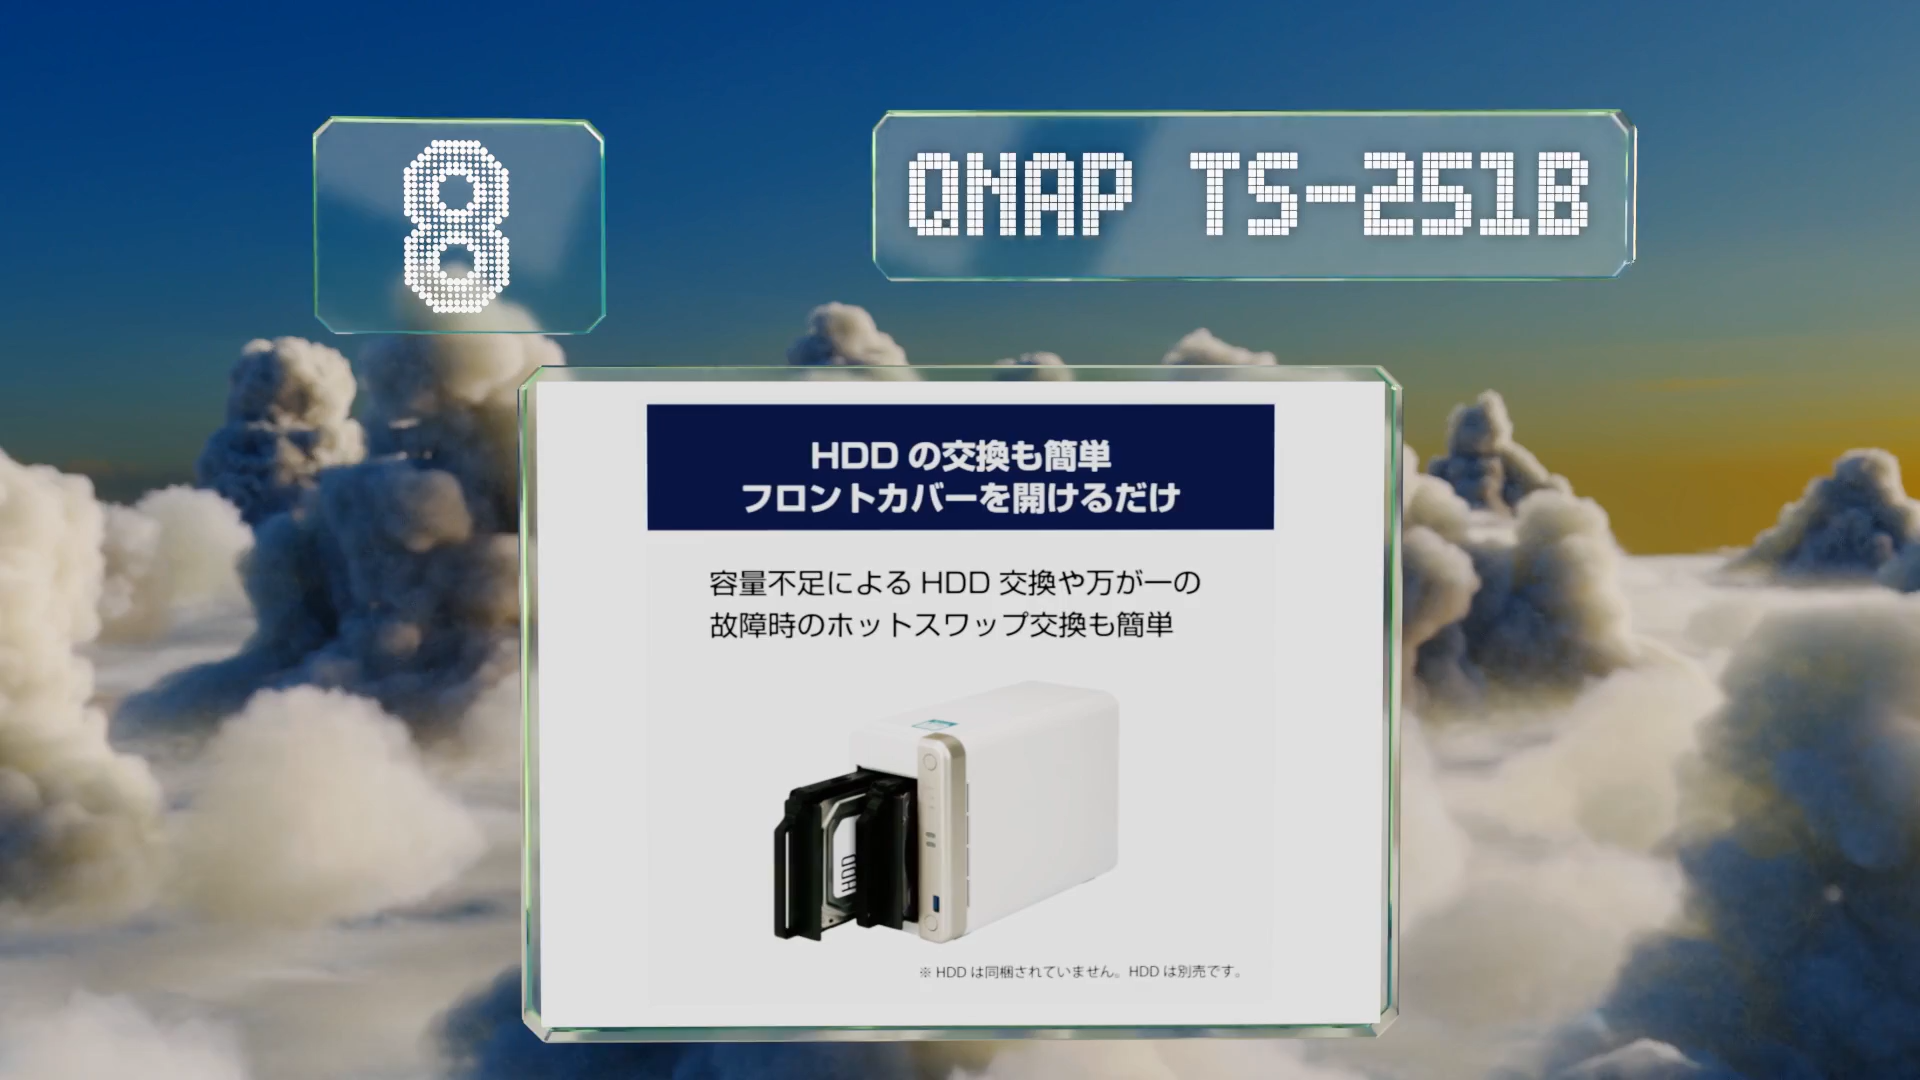 8
QNAP TS-251B
HDD の交換も簡単
フロントカバーを開けるだけ
容量不足による HDD 交換や万が一の
故障時のホットスワップ交換も簡単
HDD
※ HDD は同梱されていません。HDD は別売です。